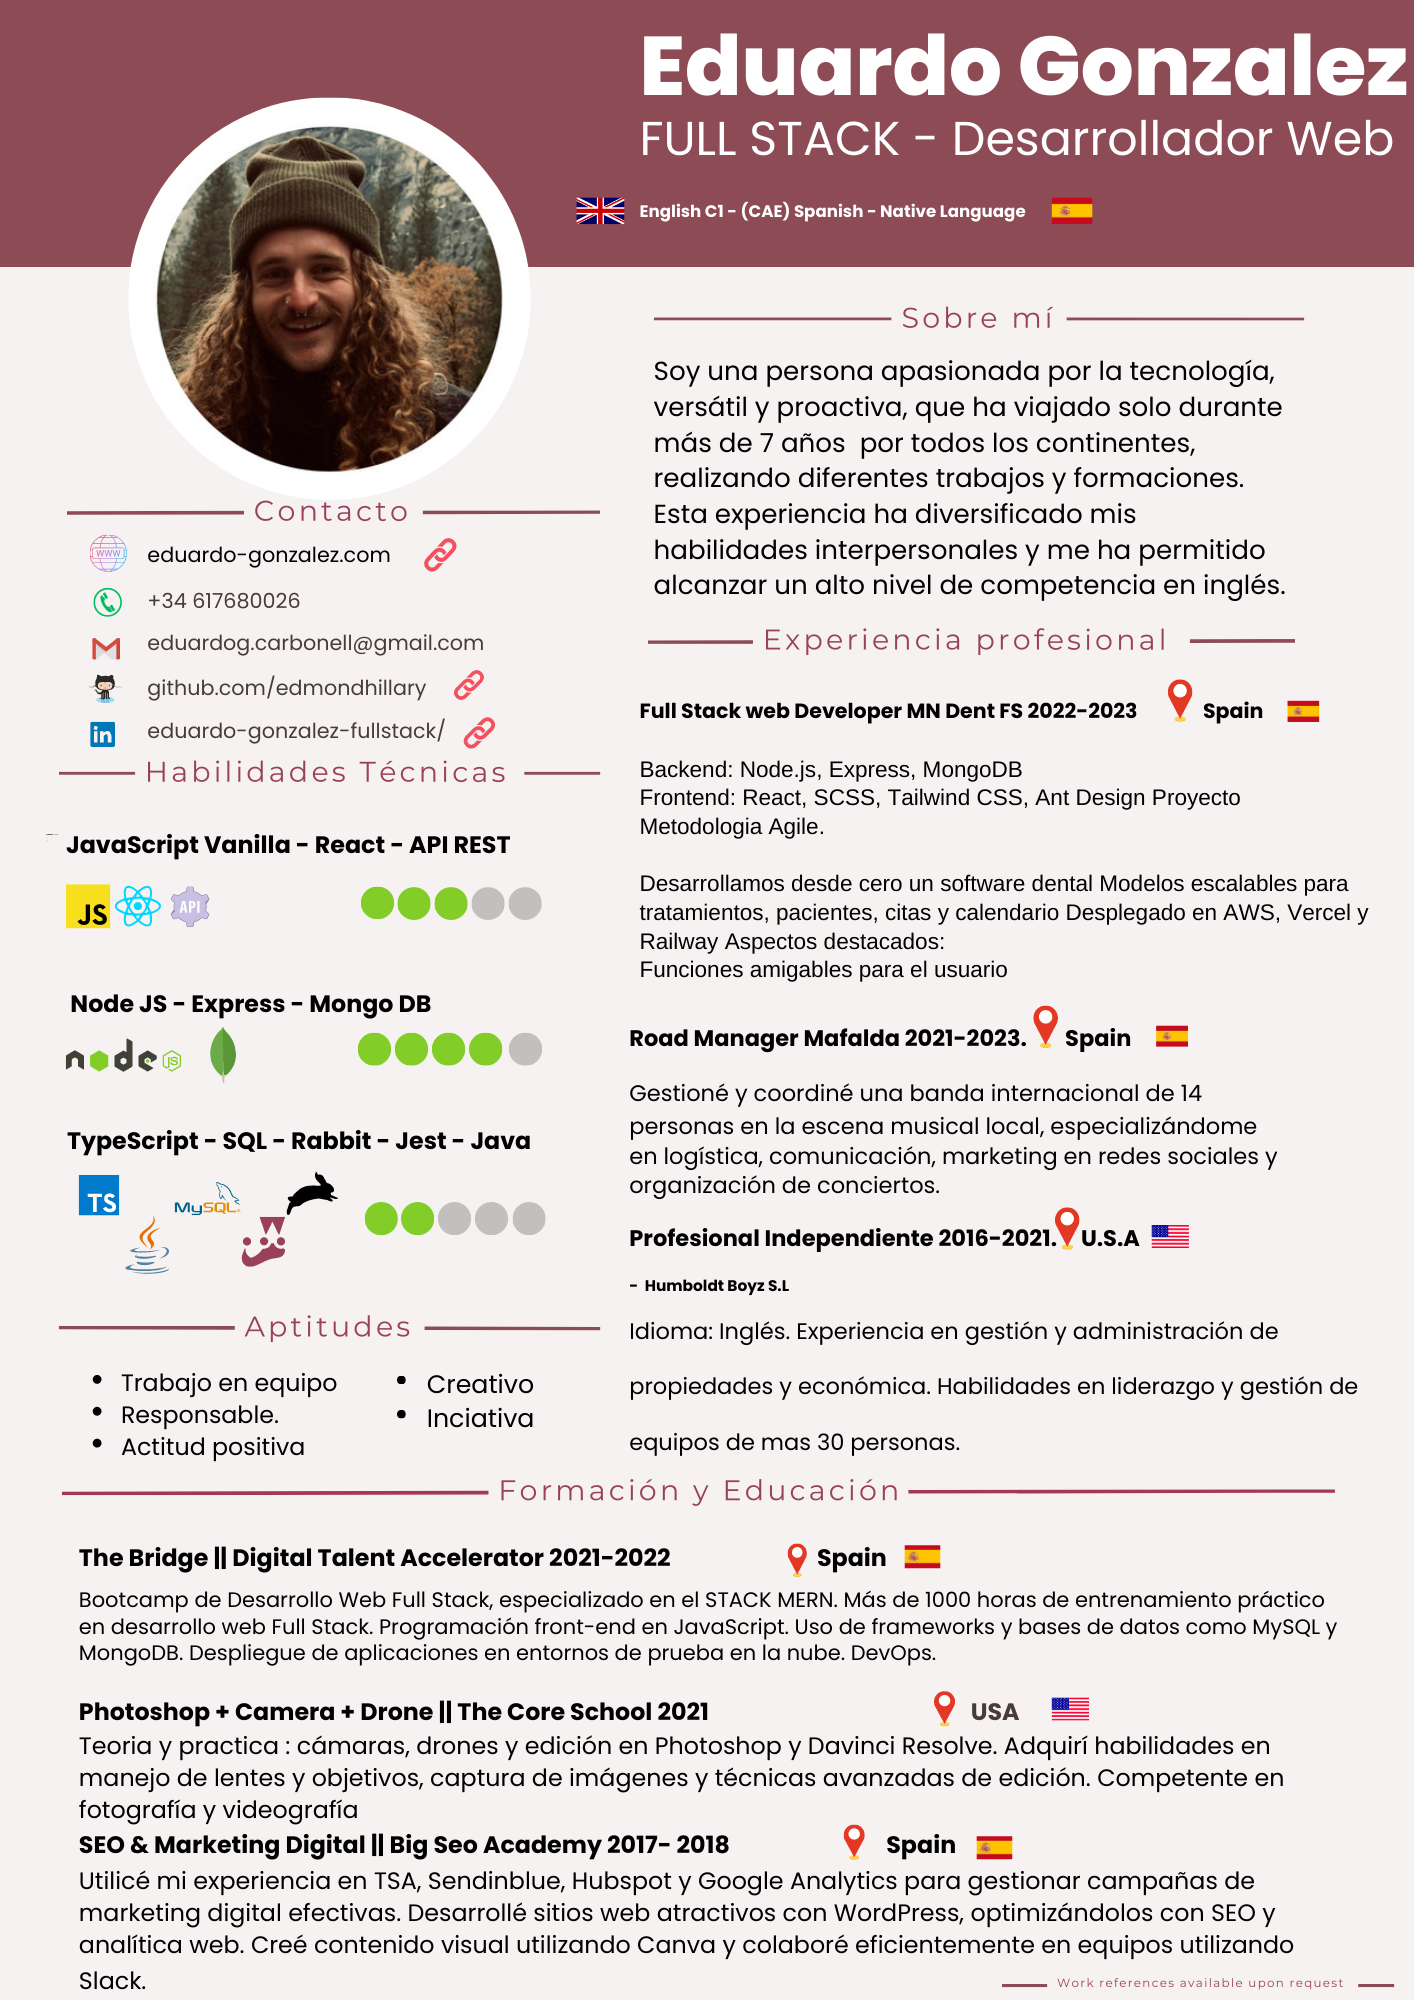 Eduardo Gonzalez
FULL STACK - Desarrollador Web
English C1 - (CAE) Spanish - Native Language
Contacto
www
eduardo-gonzalez.com
+34 617680026
eduardog.carbonell@gmail.com
github.com/edmondhillary
in
eduardo-gonzalez-fullstack/
Habilidades Técnicas
JavaScript Vanilla - React - API REST
JS
API
Node JS - Express - Mongo DB
node
JS
TypeScript - SQL - Rabbit - Jest - Java
TS
MySQL
Aptitudes
Trabajo en equipo
Responsable.
Actitud positiva
Creativo
Inciativa
Sobre mí
Soy una persona apasionada por la tecnología,
versátil y proactiva, que ha viajado solo durante
más de 7 años  por todos los continentes,
realizando diferentes trabajos y formaciones.
Esta experiencia ha diversificado mis
habilidades interpersonales y me ha permitido
alcanzar un alto nivel de competencia en inglés.
Experiencia profesional
Full Stack web Developer MN Dent FS 2022-2023 Spain
Backend: Node.js, Express, MongoDB
Frontend: React, SCSS, Tailwind CSS, Ant Design Proyecto
Metodologia Agile.
Desarrollamos desde cero un software dental Modelos escalables para
tratamientos, pacientes, citas y calendario Desplegado en AWS, Vercel y
Railway Aspectos destacados:
Funciones amigables para el usuario
Road Manager Mafalda 2021-2023. Spain
Gestioné y coordiné una banda internacional de 14
personas en la escena musical local, especializándome
en logística, comunicación, marketing en redes sociales y
organización de conciertos.
Profesional Independiente 2016-2021. U.S.A
- Humboldt Boyz S.L
Idioma: Inglés. Experiencia en gestión y administración de
propiedades y económica. Habilidades en liderazgo y gestión de
equipos de mas 30 personas.
Formación y Educación
The Bridge || Digital Talent Accelerator 2021-2022 Spain
Bootcamp de Desarrollo Web Full Stack, especializado en el STACK MERN. Más de 1000 horas de entrenamiento práctico
en desarrollo web Full Stack. Programación front-end en JavaScript. Uso de frameworks y bases de datos como MySQL y
MongoDB. Despliegue de aplicaciones en entornos de prueba en la nube. DevOps.
Photoshop + Camera + Drone || The Core School 2021 USA
Teoria y practica : cámaras, drones y edición en Photoshop y Davinci Resolve. Adquirí habilidades en
manejo de lentes y objetivos, captura de imágenes y técnicas avanzadas de edición. Competente en
fotografía y videografía
SEO & Marketing Digital || Big Seo Academy 2017- 2018 Spain
Utilicé mi experiencia en TSA, Sendinblue, Hubspot y Google Analytics para gestionar campañas de
marketing digital efectivas. Desarrollé sitios web atractivos con WordPress, optimizándolos con SEO y
analítica web. Creé contenido visual utilizando Canva y colaboré eficientemente en equipos utilizando
Slack.
Work references available upon request